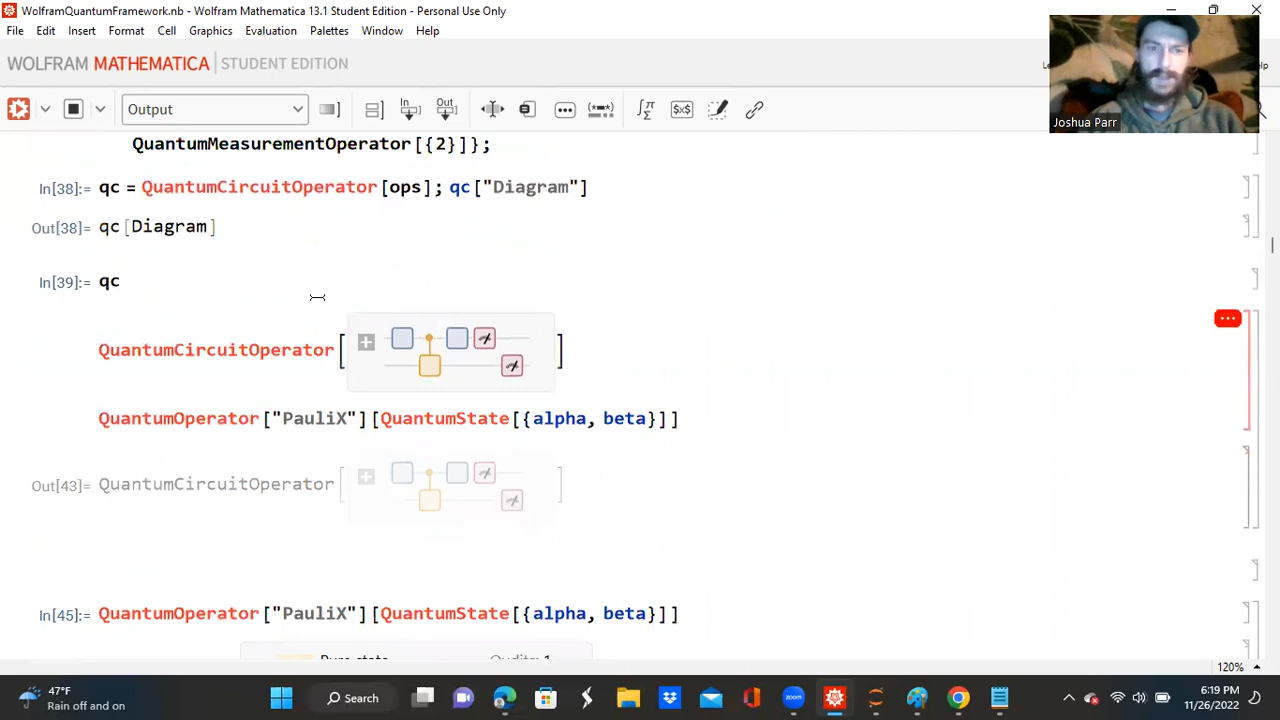 WolframQuantumFramework.nb - Wolfram Mathematica 13.1 Student Edition - Personal Use Only
File Edit Insert Format Cell Graphics Evaluation Palettes Window Help
WOLFRAM MATHEMATICA STUDENT EDITION
Output
In Out
Joshua Parr
QuantumMeasurementOperator[{2}]};
In[38]:= qc = QuantumCircuitOperator[ops]; qc["Diagram"]
Out[38]= qc[Diagram]
In[39]:= qc
QuantumCircuitOperator[ ]
QuantumOperator["PauliX"][QuantumState[{alpha, beta}]]
Out[43]= QuantumCircuitOperator[ ]
In[45]:= QuantumOperator["PauliX"][QuantumState[{alpha, beta}]]
120%
47°F
Rain off and on
Search
6:19 PM
11/26/2022